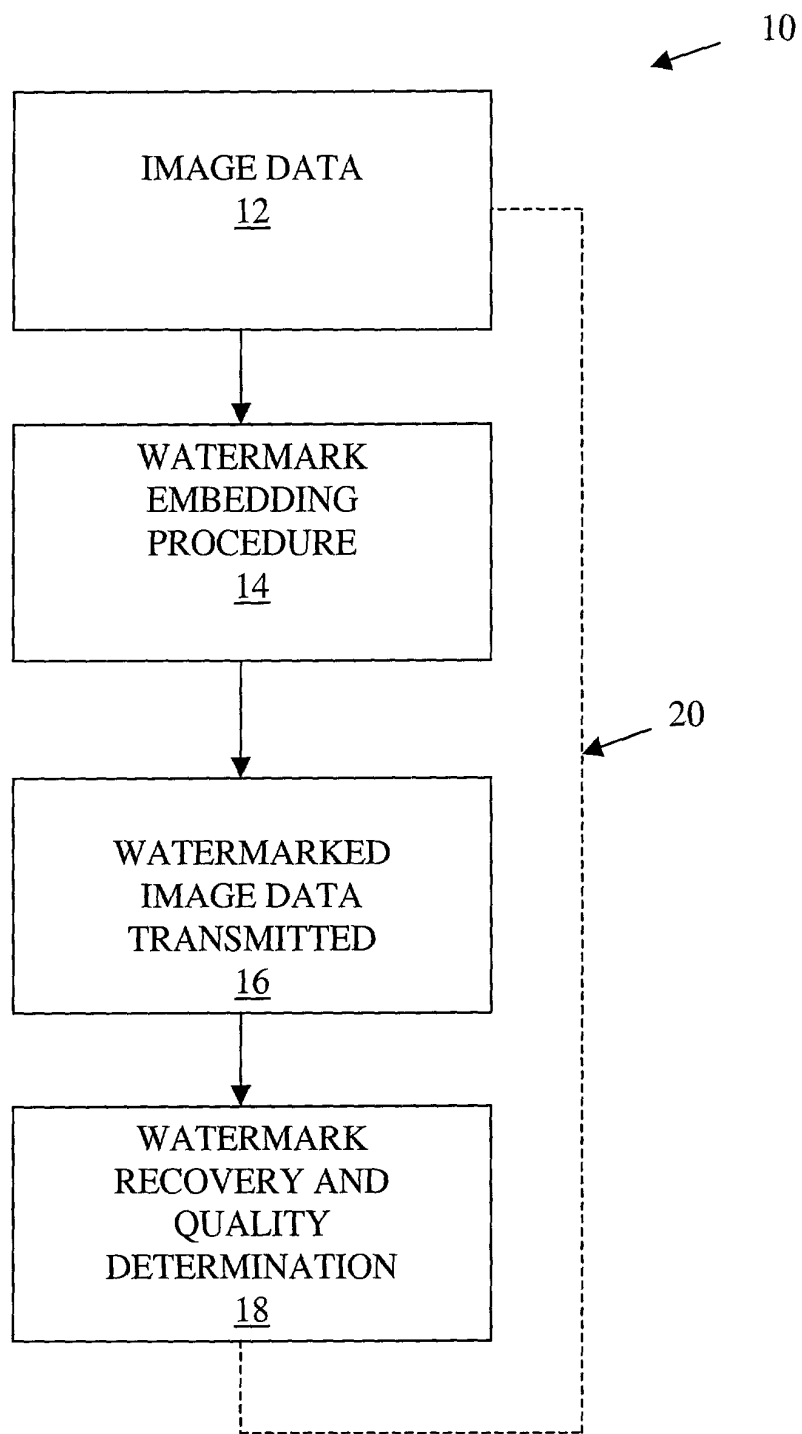 10
IMAGE DATA
12
WATERMARK
EMBEDDING
PROCEDURE
14
20
WATERMARKED
IMAGE DATA
TRANSMITTED
16
WATERMARK
RECOVERY AND
QUALITY
DETERMINATION
18